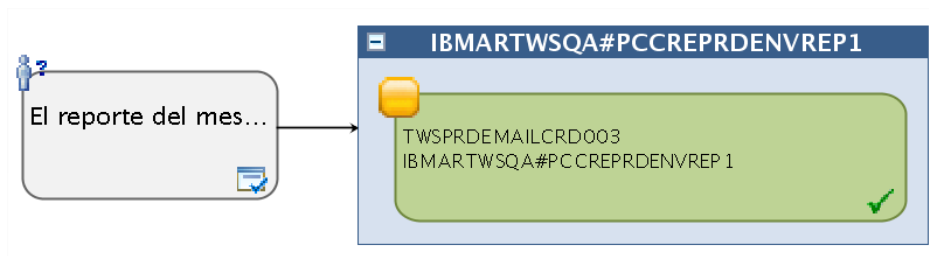 IBMARTWSQA#PCCREPRDENVREP1
?
El reporte del mes...
TWSPRDEMAILCRD003
IBMARTWSQA#PCCREPRDENVREP1